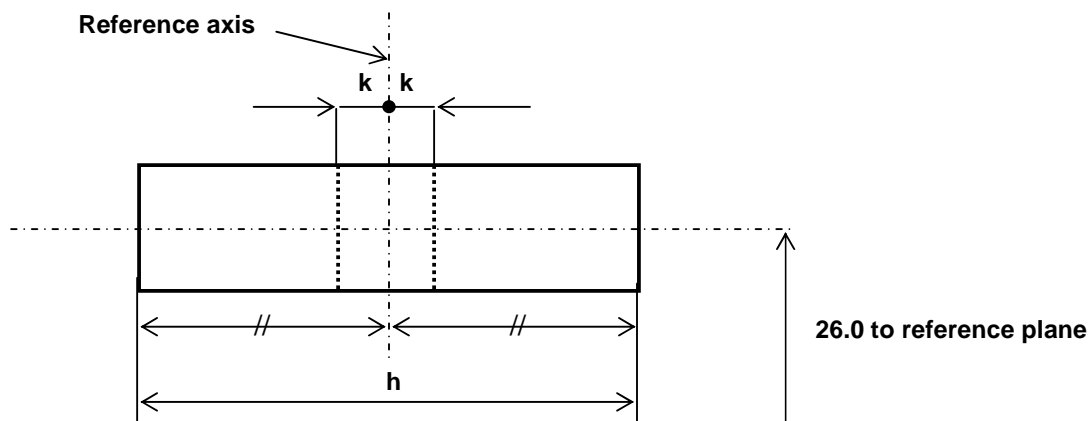 Reference axis
k k
// //
26.0 to reference plane
h